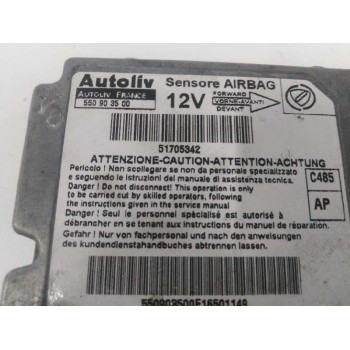 Autoliv
AUTOLIV FRANCE
550 90 35 00
Sensore AIRBAG
12V
FORWARD
VORNE-AVANTI
DEVANT
51705342
ATTENZIONE-CAUTION-ATTENTION-ACHTUNG
Pericolo ! Non scollegare se non da personale specializzato
e seguendo le istruzioni del manuale di assistenza tecnica.
Danger ! Do not disconnect! This operation is only
to be carried out by skilled operators, following
the instructions given in the manual
Danger ! Seul le personnel spécialisé est autorisé à
débrancher en se tenant aux instructions du manuel de réparation.
Gefahr ! Nur von fachpersonal und nach den anweisungen
des kundendiensthandbuches abtrennen lassen.
C485
AP
550903500E16501149